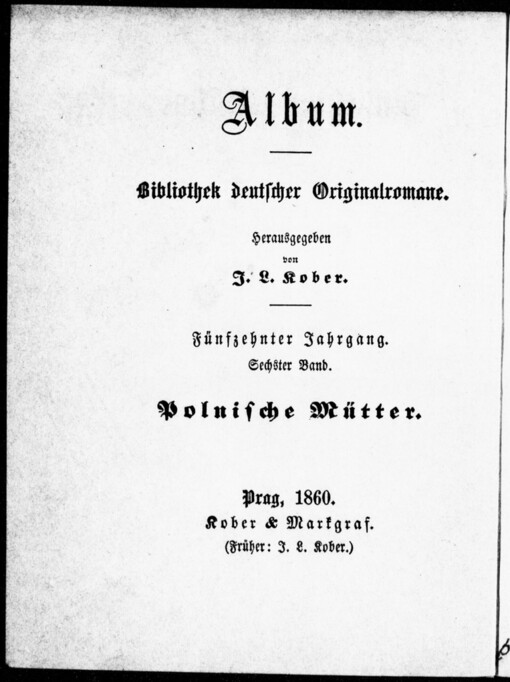 Album.
Bibliothek deutſcher Originalromane.
Herausgegeben
von
J. L. Kober.
Fünfzehnter Jahrgang.
Sechster Band.
Polniſche Mütter.
Prag, 1860.
Kober & Markgraf.
(Früher: J. L. Kober.)